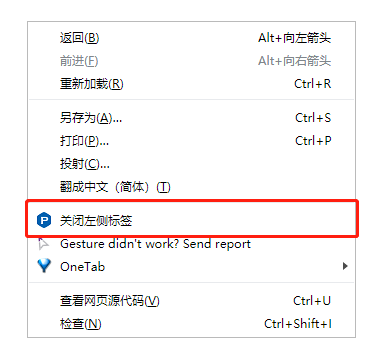 返回(B) Alt+向左箭头
前进(F) Alt+向右箭头
重新加载(R) Ctrl+R
另存为(A)... Ctrl+S
打印(P)... Ctrl+P
投射(C)...
翻成中文（简体）(T)
P 关闭左侧标签
Gesture didn't work? Send report
OneTab
查看网页源代码(V) Ctrl+U
检查(N) Ctrl+Shift+I